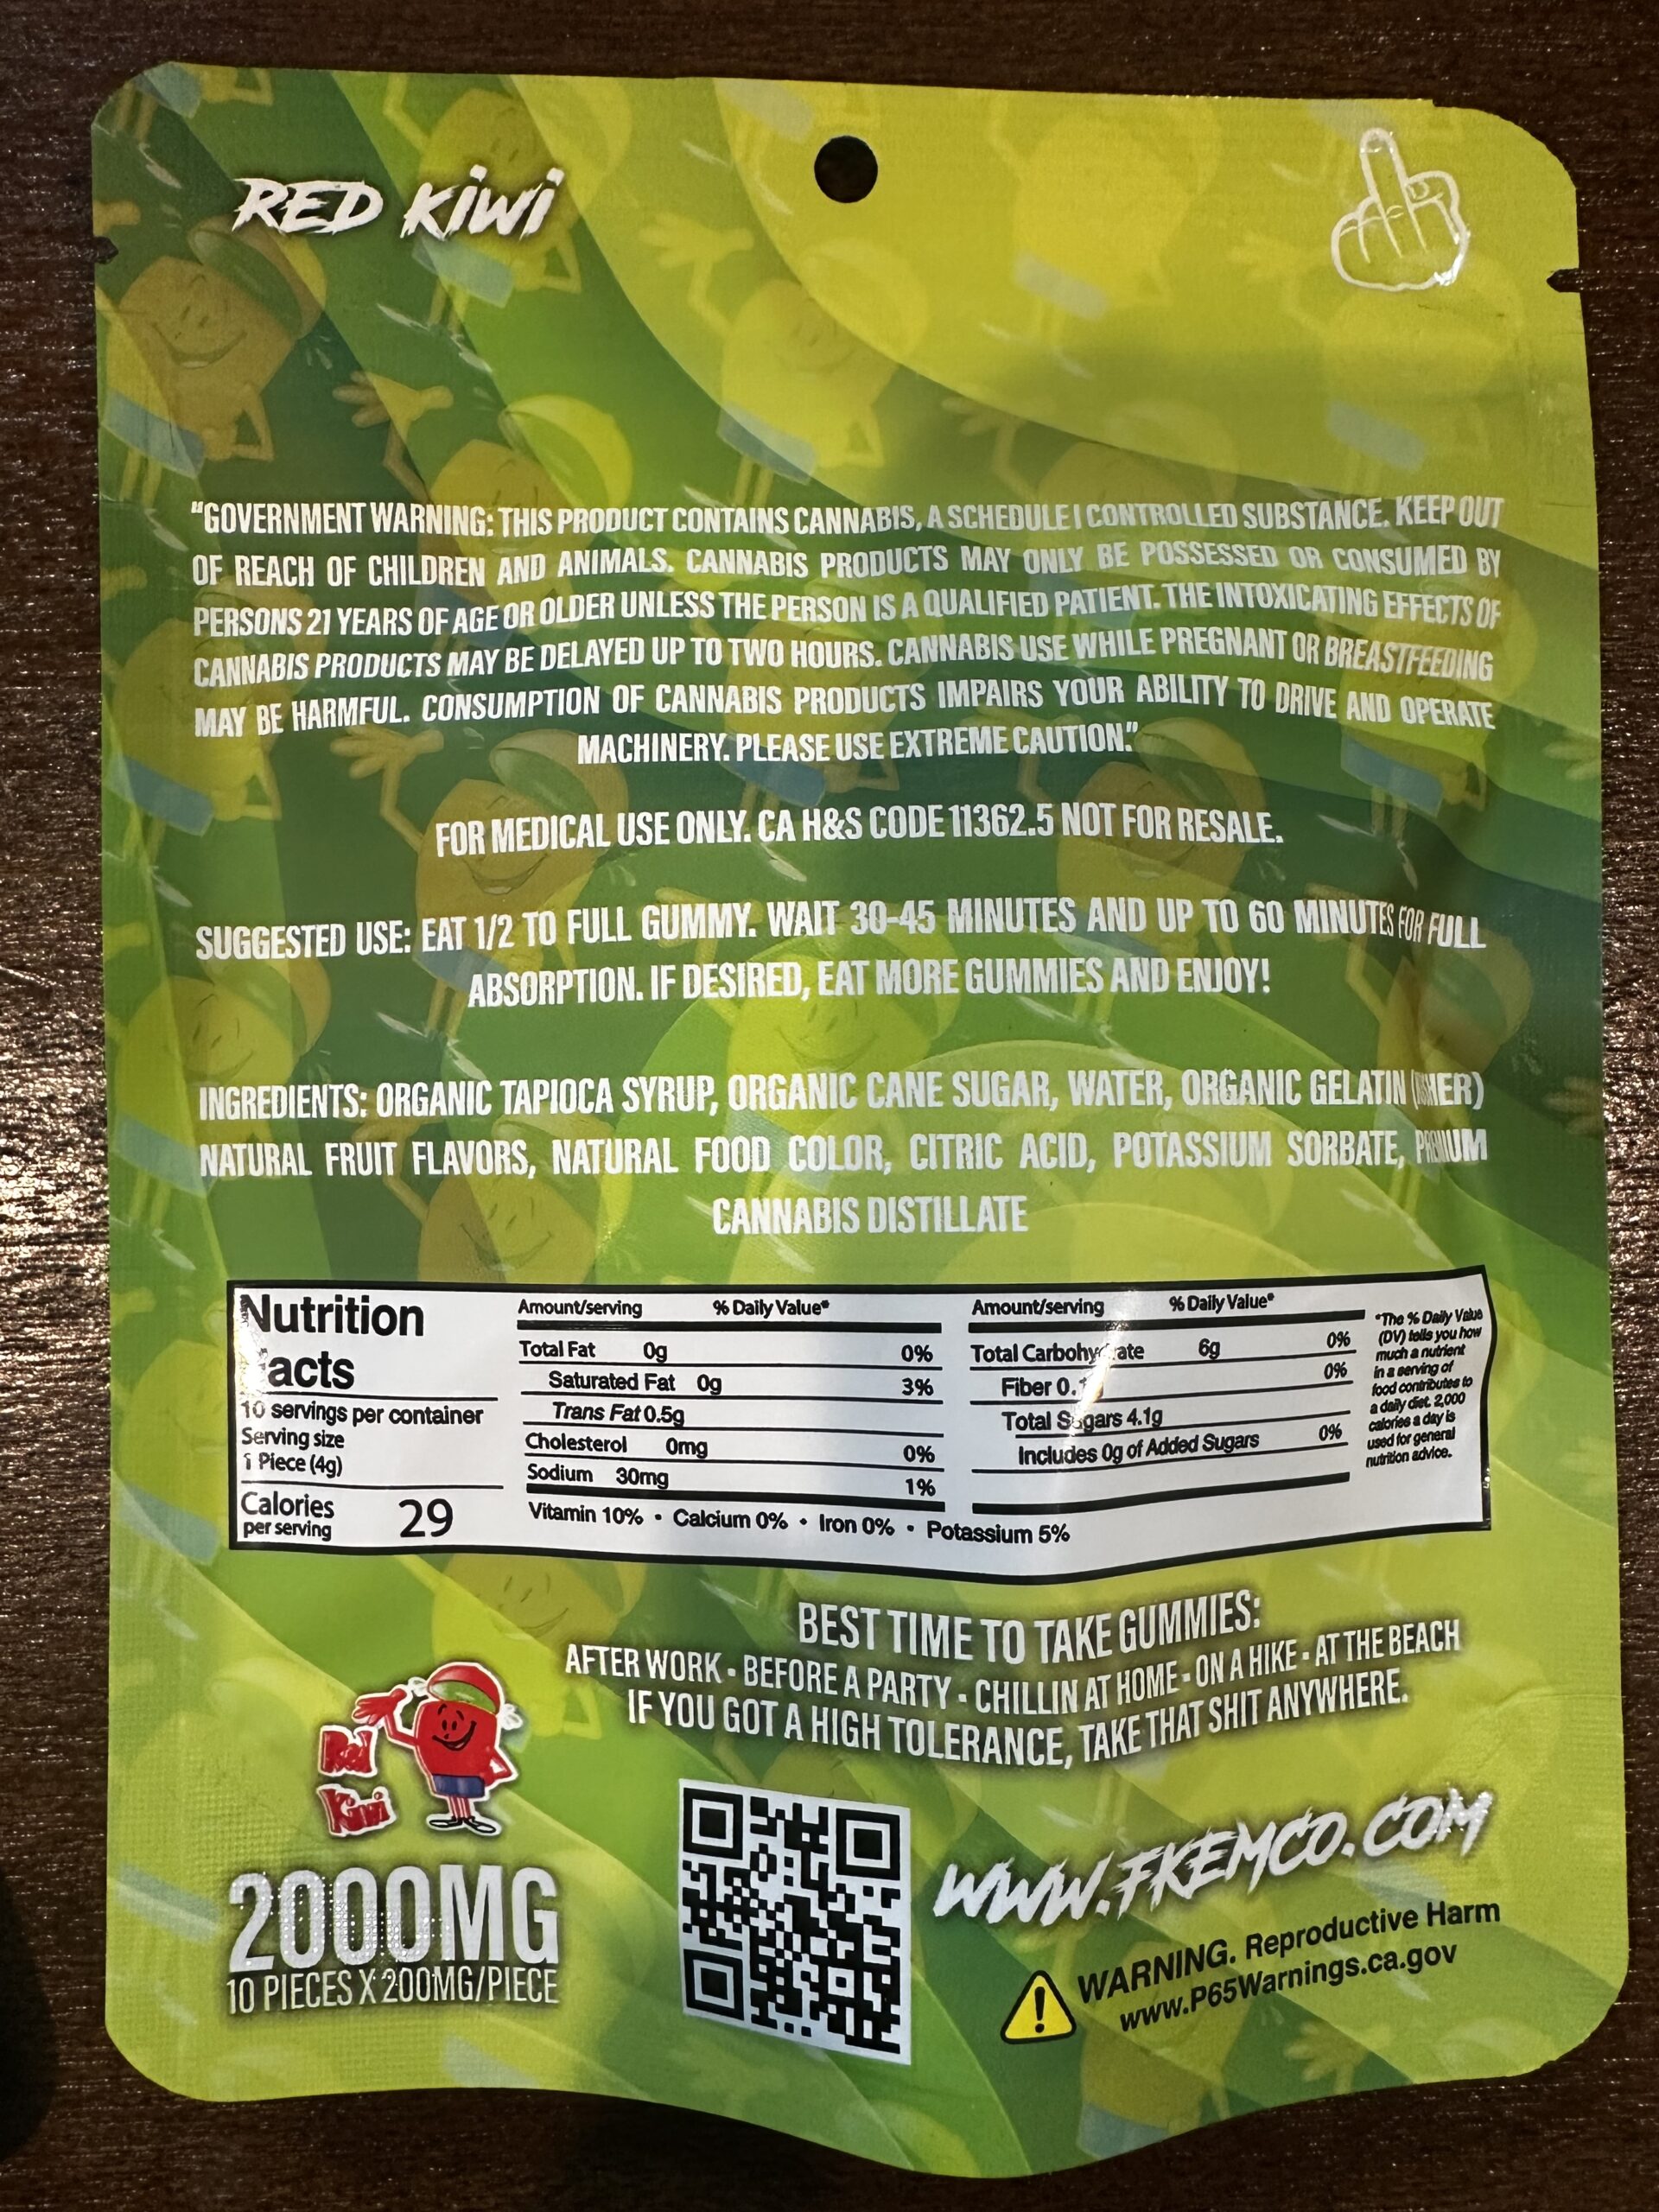 RED KIWI
"GOVERNMENT WARNING: THIS PRODUCT CONTAINS CANNABIS, A SCHEDULE I CONTROLLED SUBSTANCE. KEEP OUT
OF REACH OF CHILDREN AND ANIMALS. CANNABIS PRODUCTS MAY ONLY BE POSSESSED OR CONSUMED BY
PERSONS 21 YEARS OF AGE OR OLDER UNLESS THE PERSON IS A QUALIFIED PATIENT. THE INTOXICATING EFFECTS OF
CANNABIS PRODUCTS MAY BE DELAYED UP TO TWO HOURS. CANNABIS USE WHILE PREGNANT OR BREASTFEEDING
MAY BE HARMFUL. CONSUMPTION OF CANNABIS PRODUCTS IMPAIRS YOUR ABILITY TO DRIVE AND OPERATE
MACHINERY. PLEASE USE EXTREME CAUTION."
FOR MEDICAL USE ONLY. CA H&S CODE 11362.5 NOT FOR RESALE.
SUGGESTED USE: EAT 1/2 TO FULL GUMMY. WAIT 30-45 MINUTES AND UP TO 60 MINUTES FOR FULL
ABSORPTION. IF DESIRED, EAT MORE GUMMIES AND ENJOY!
INGREDIENTS: ORGANIC TAPIOCA SYRUP, ORGANIC CANE SUGAR, WATER, ORGANIC GELATIN
NATURAL FRUIT FLAVORS, NATURAL FOOD COLOR, CITRIC ACID, POTASSIUM SORBATE, PREMIUM
CANNABIS DISTILLATE
Nutrition
Facts
10 servings per container
Serving size
1 Piece (4g)
Calories
per serving 29
Amount/serving % Daily Value*
Total Fat 0g 0%
Saturated Fat 0g 3%
Trans Fat 0.5g
Cholesterol 0mg 0%
Sodium 30mg 1%
Amount/serving % Daily Value*
Total Carbohydrate 6g 0%
Fiber 0%
Total Sugars 4.1g
Includes 0g of Added Sugars 0%
Vitamin 10% • Calcium 0% • Iron 0% • Potassium 5%
*The % Daily Value
(DV) tells you how
much a nutrient
in a serving of
food contributes to
a daily diet. 2,000
calories a day is
used for general
nutrition advice.
BEST TIME TO TAKE GUMMIES:
AFTER WORK - BEFORE A PARTY - CHILLIN AT HOME - ON A HIKE - AT THE BEACH
IF YOU GOT A HIGH TOLERANCE, TAKE THAT SHIT ANYWHERE.
Red
Kiwi
2000MG
10 PIECES X 200MG/PIECE
WWW.FKEMCO.COM
WARNING. Reproductive Harm
www.P65Warnings.ca.gov